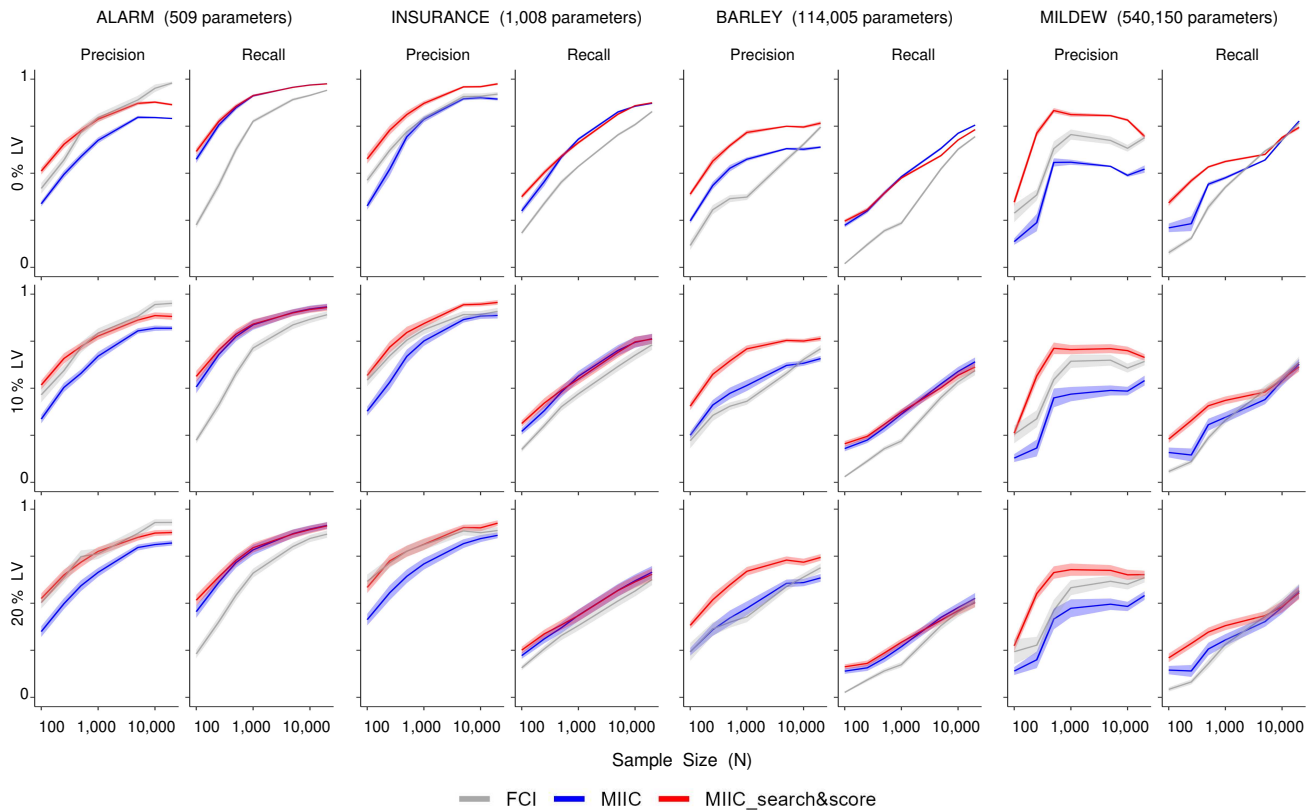 ALARM (509 parameters) INSURANCE (1,008 parameters) BARLEY (114,005 parameters) MILDEW (540,150 parameters)
Precision Recall Precision Recall Precision Recall Precision Recall
1
0 % LV
0
1
10 % LV
0
1
20 % LV
0
100 1,000 10,000 100 1,000 10,000 100 1,000 10,000 100 1,000 10,000 100 1,000 10,000 100 1,000 10,000 100 1,000 10,000 100 1,000 10,000
Sample Size (N)
FCI MIIC MIIC_search&score